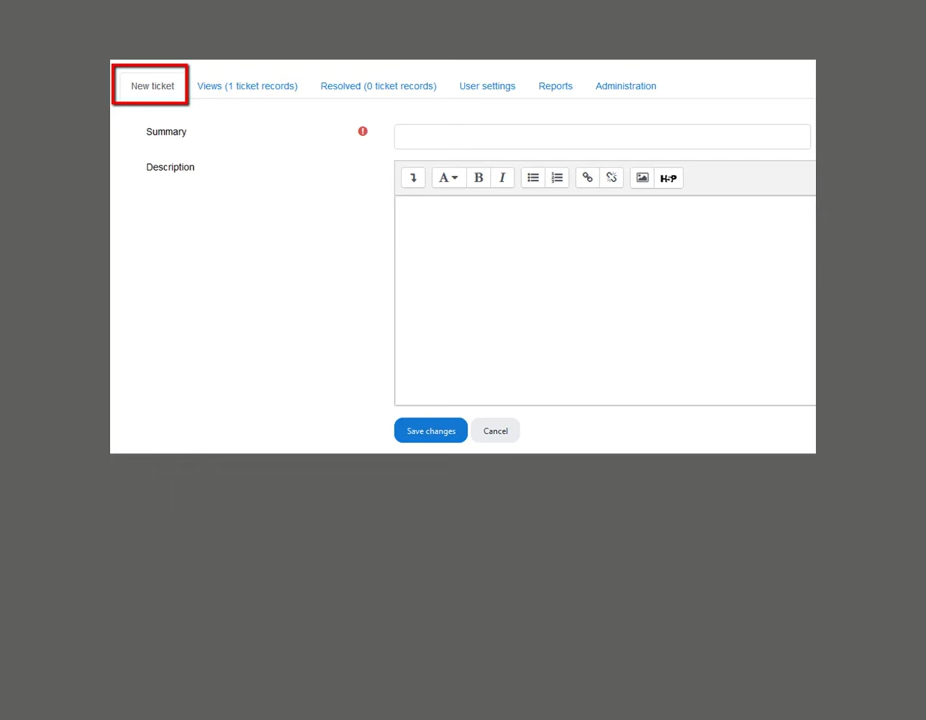 New ticket Views (1 ticket records) Resolved (0 ticket records) User settings Reports Administration
Summary
Description
A B I H-P
Save changes Cancel